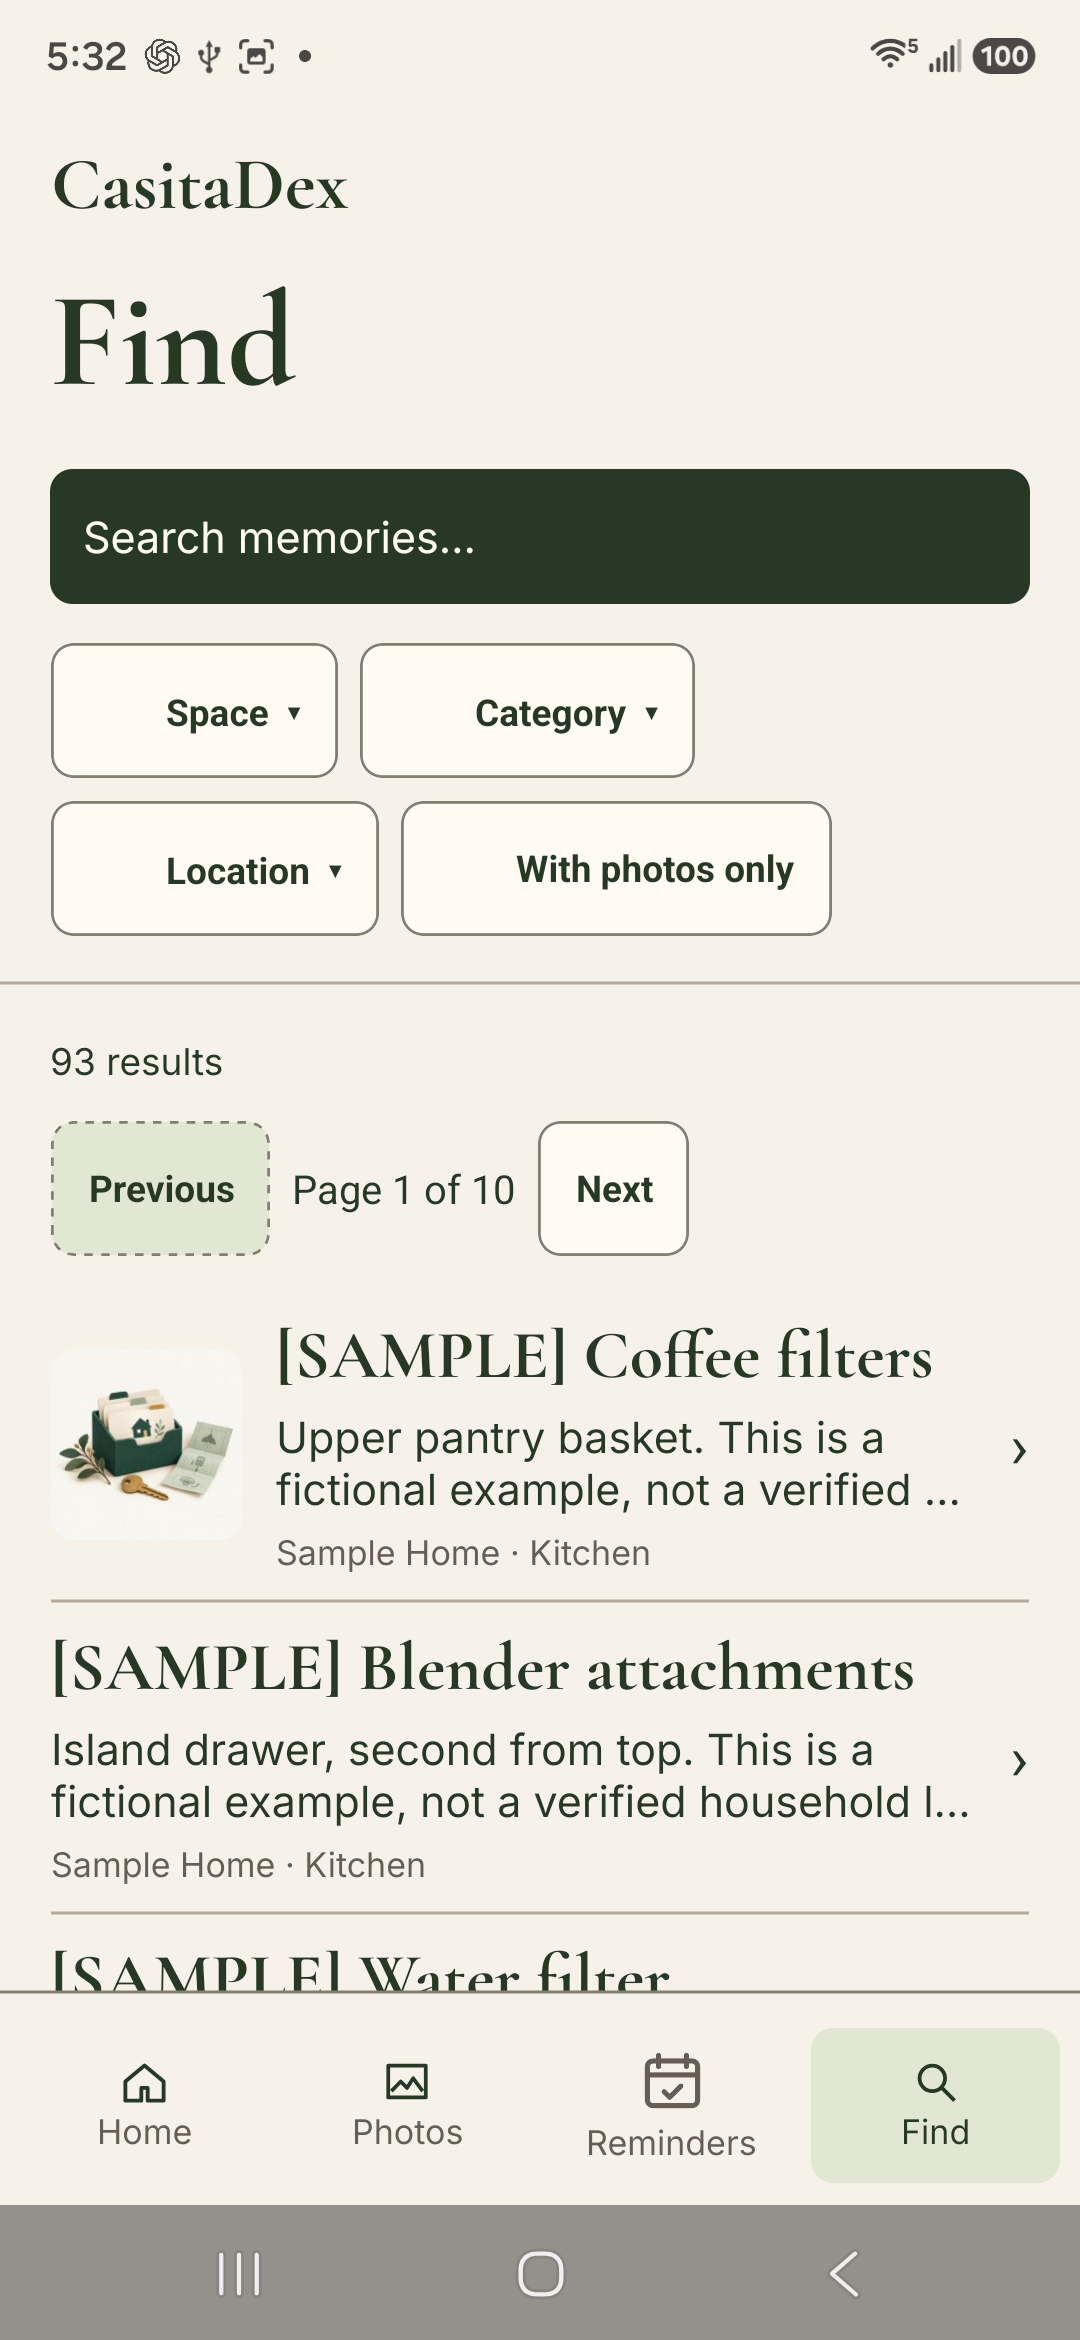 5:32
5
100
CasitaDex
Find
Search memories...
Space ▾ Category ▾
Location ▾ With photos only
93 results
Previous Page 1 of 10 Next
[SAMPLE] Coffee filters
Upper pantry basket. This is a
fictional example, not a verified ...
Sample Home · Kitchen
[SAMPLE] Blender attachments
Island drawer, second from top. This is a
fictional example, not a verified household l...
Sample Home · Kitchen
[SAMPLE] Water filter
Home Photos Reminders Find